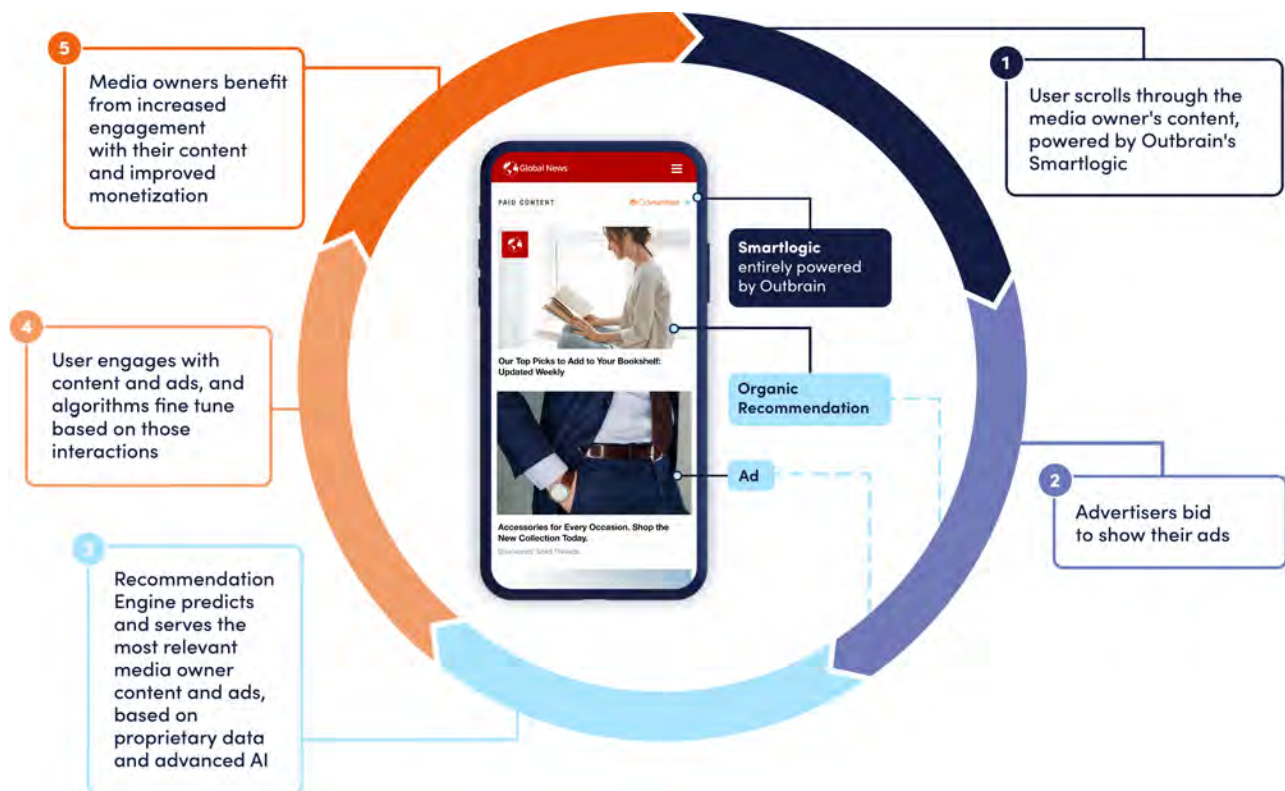 5
Media owners benefit
from increased
engagement
with their content
and improved
monetization
1
User scrolls through the
media owner's content,
powered by Outbrain's
Smartlogic
Global News
PAID CONTENT
Smartlogic
entirely powered
by Outbrain
4
User engages with
content and ads, and
algorithms fine tune
based on those
interactions
Our Top Picks to Add to Your Bookshelf:
Updated Weekly
Organic
Recommendation
Ad
2
Advertisers bid
to show their ads
Accessories for Every Occasion. Shop the
New Collection Today.
3
Recommendation
Engine predicts
and serves the
most relevant
media owner
content and ads,
based on
proprietary data
and advanced AI